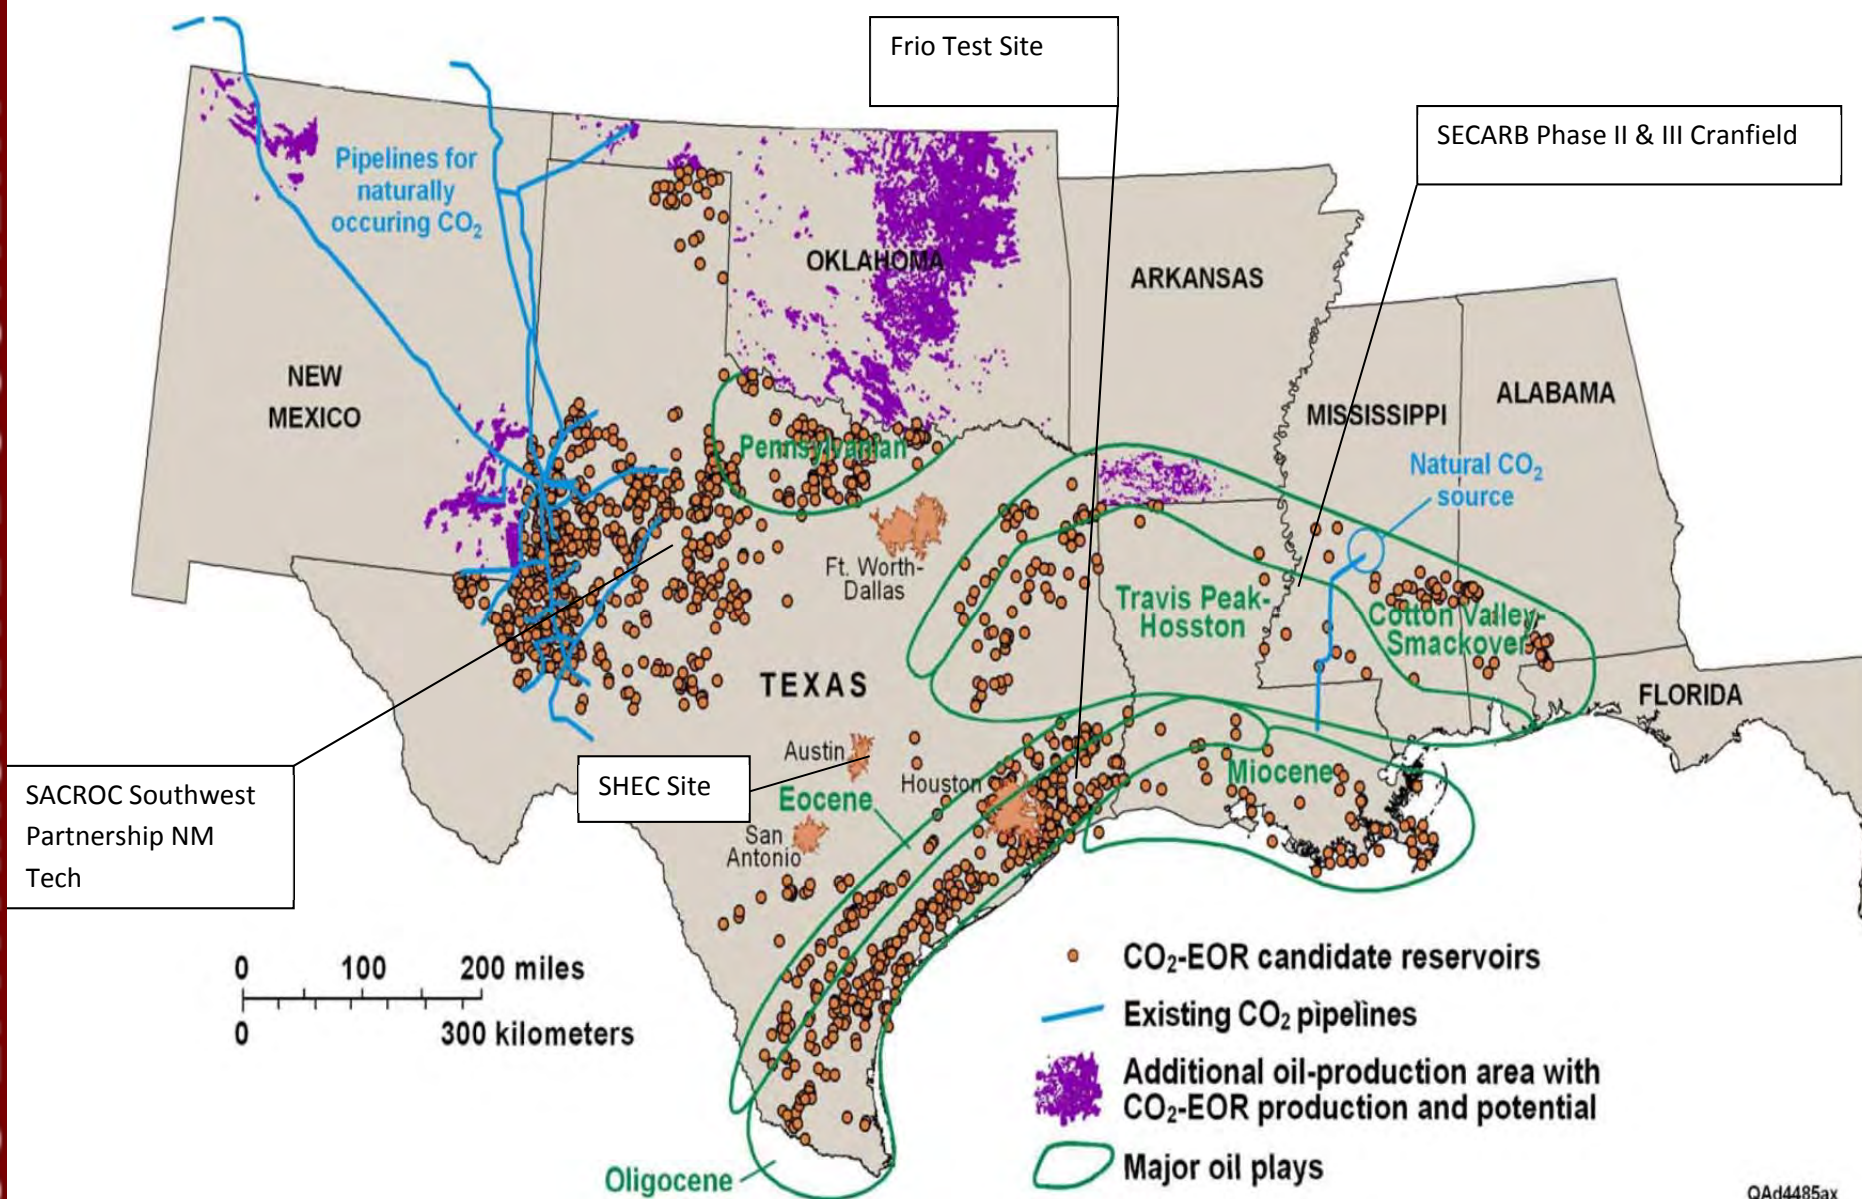 Frio Test Site
SECARB Phase II & III Cranfield
Pipelines for
naturally
occuring CO₂
OKLAHOMA
ARKANSAS
NEW
MEXICO
MISSISSIPPI
ALABAMA
Pennsylvanian
Natural CO₂
source
Ft. Worth-
Dallas
Travis Peak-
Hosston
Cotton Valley-
Smackover
TEXAS
FLORIDA
SACROC Southwest
Partnership NM
Tech
SHEC Site
Austin
Houston
Eocene
San
Antonio
Miocene
0 100 200 miles
0 300 kilometers
CO₂-EOR candidate reservoirs
Existing CO₂ pipelines
Additional oil-production area with
CO₂-EOR production and potential
Major oil plays
Oligocene
QAd4485ax